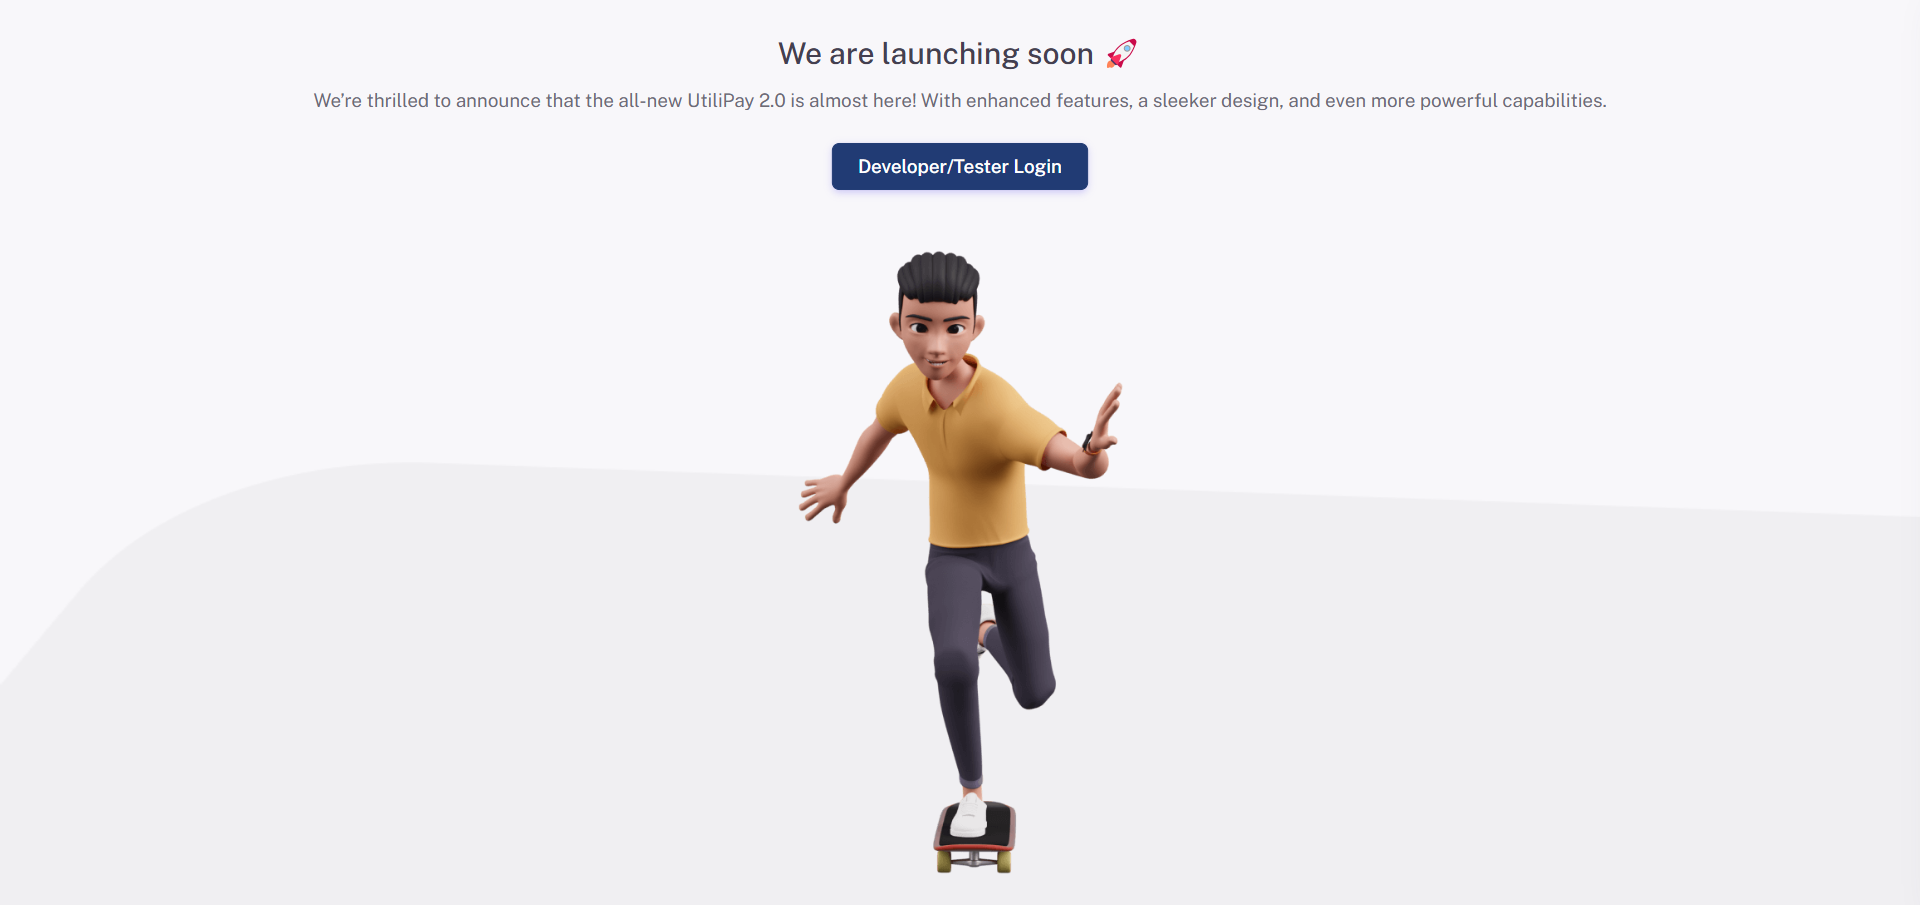 We are launching soon 🚀
We’re thrilled to announce that the all-new UtiliPay 2.0 is almost here! With enhanced features, a sleeker design, and even more powerful capabilities.
Developer/Tester Login